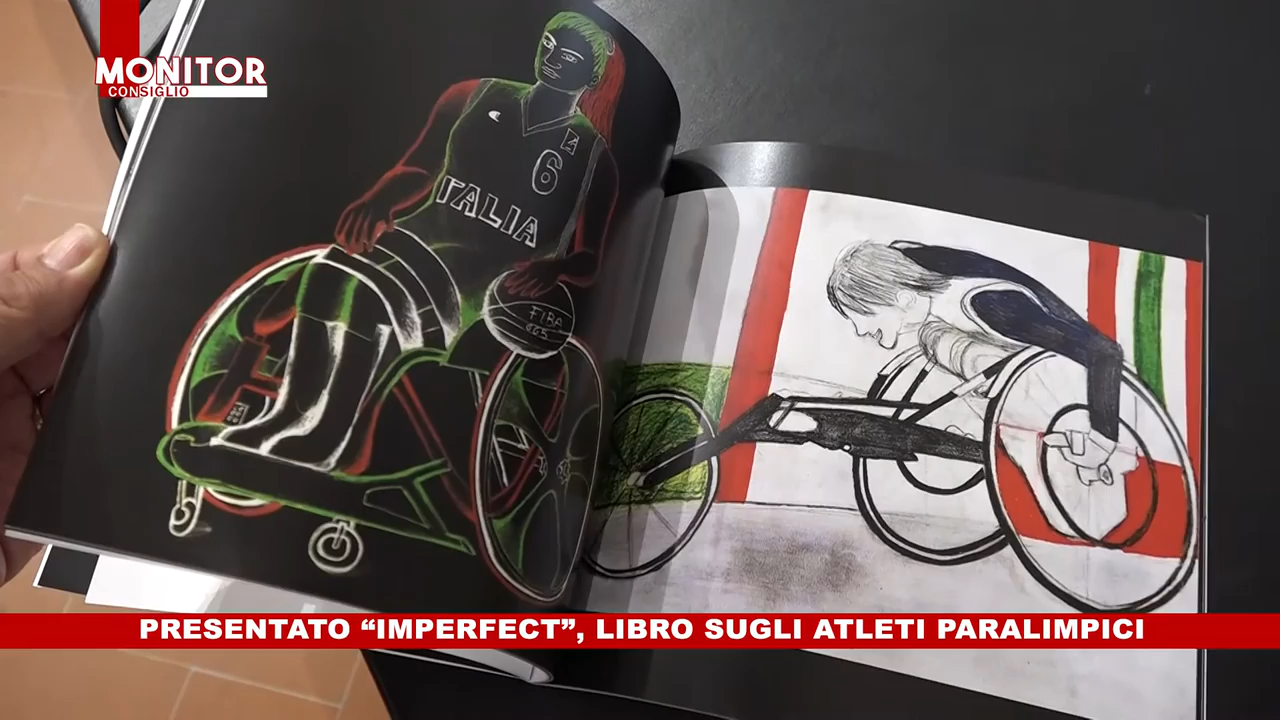 MONITOR
CONSIGLIO
6
ITALIA
FIBA
PRESENTATO “IMPERFECT”, LIBRO SUGLI ATLETI PARALIMPICI